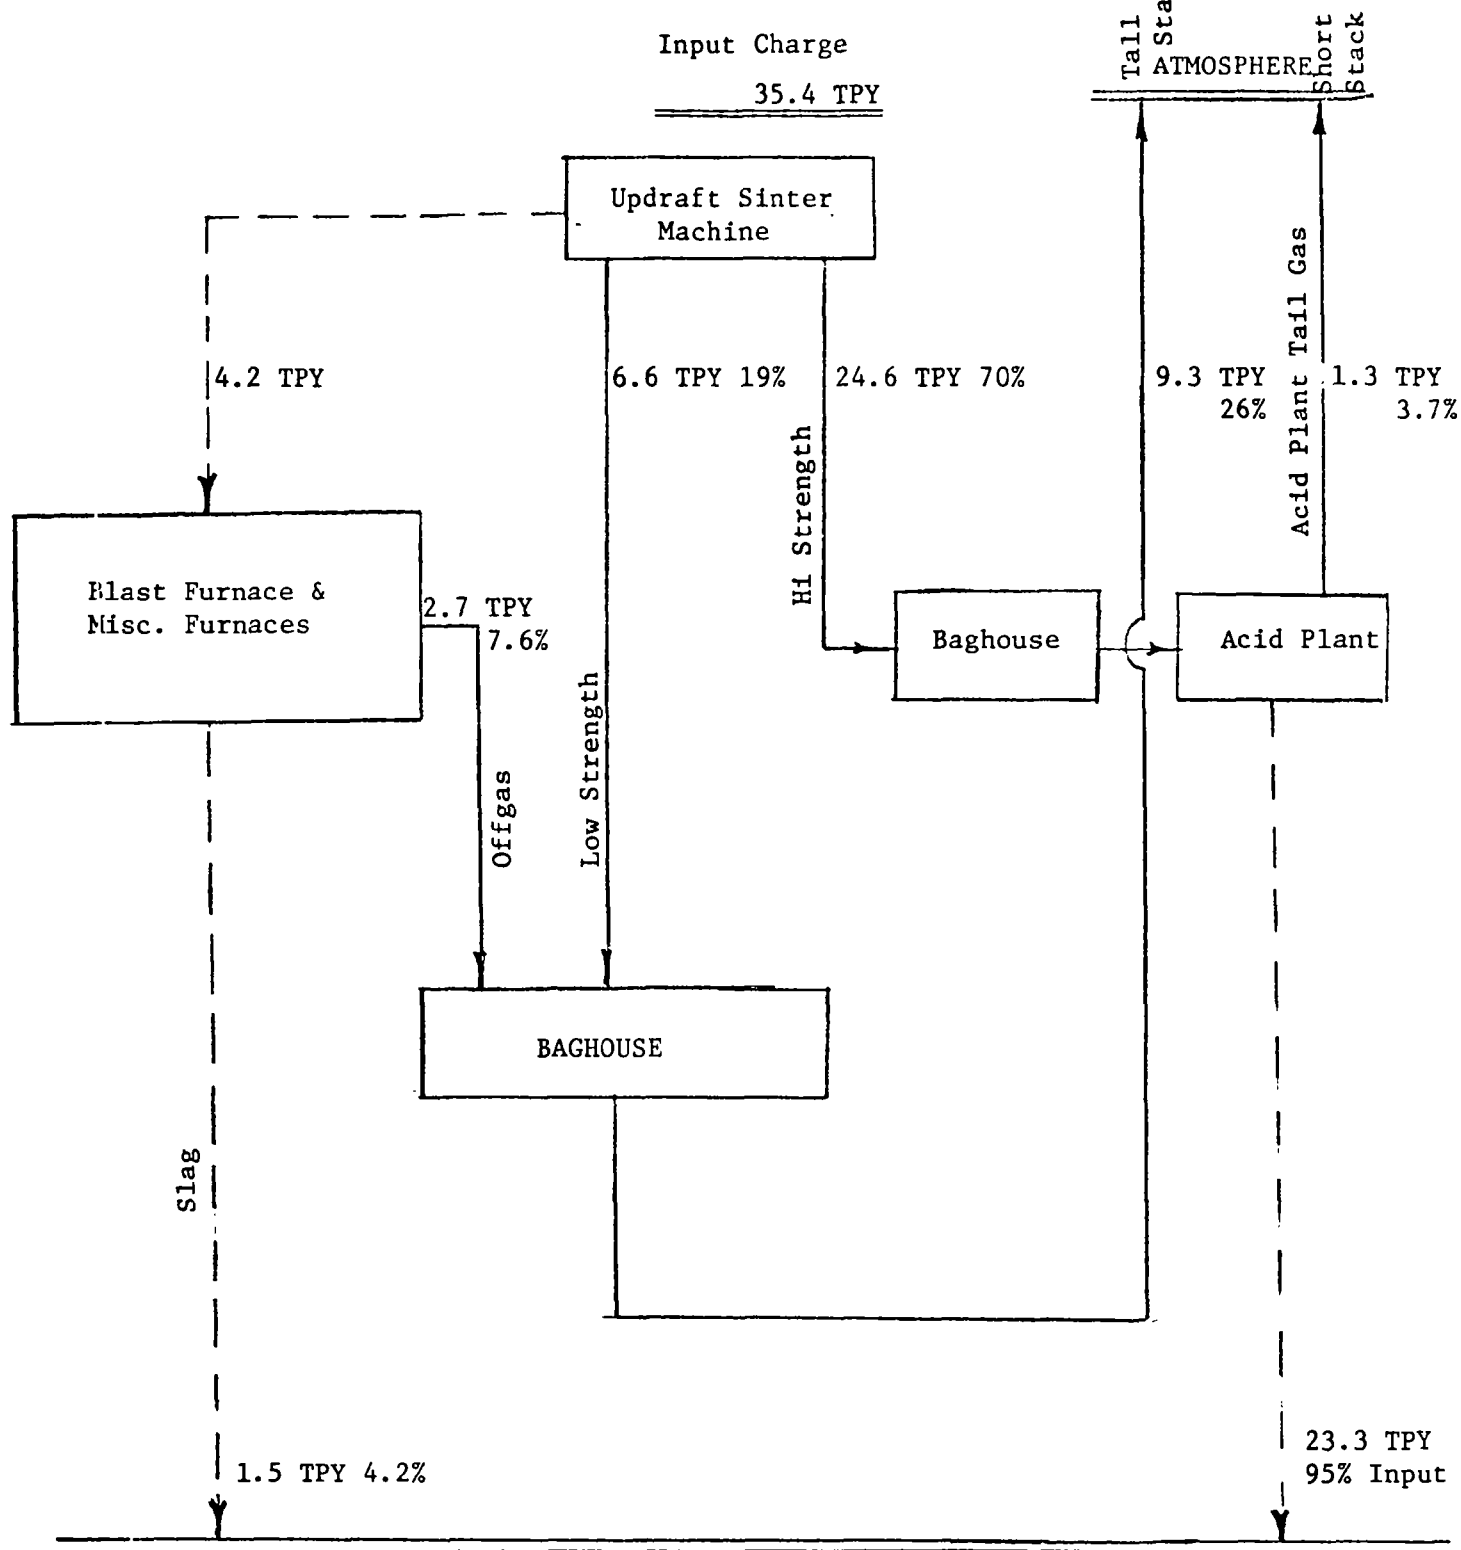 Input Charge
35.4 TPY
Tall
Sta
ATMOSPHERE
Short
Stack
Updraft Sinter
Machine
4.2 TPY
6.6 TPY 19%
24.6 TPY 70%
9.3 TPY
26%
Acid Plant Tail Gas
1.3 TPY
3.7%
Hi Strength
Blast Furnace &
Misc. Furnaces
2.7 TPY
7.6%
Baghouse
Acid Plant
Offgas
Low Strength
BAGHOUSE
Slag
1.5 TPY 4.2%
23.3 TPY
95% Input